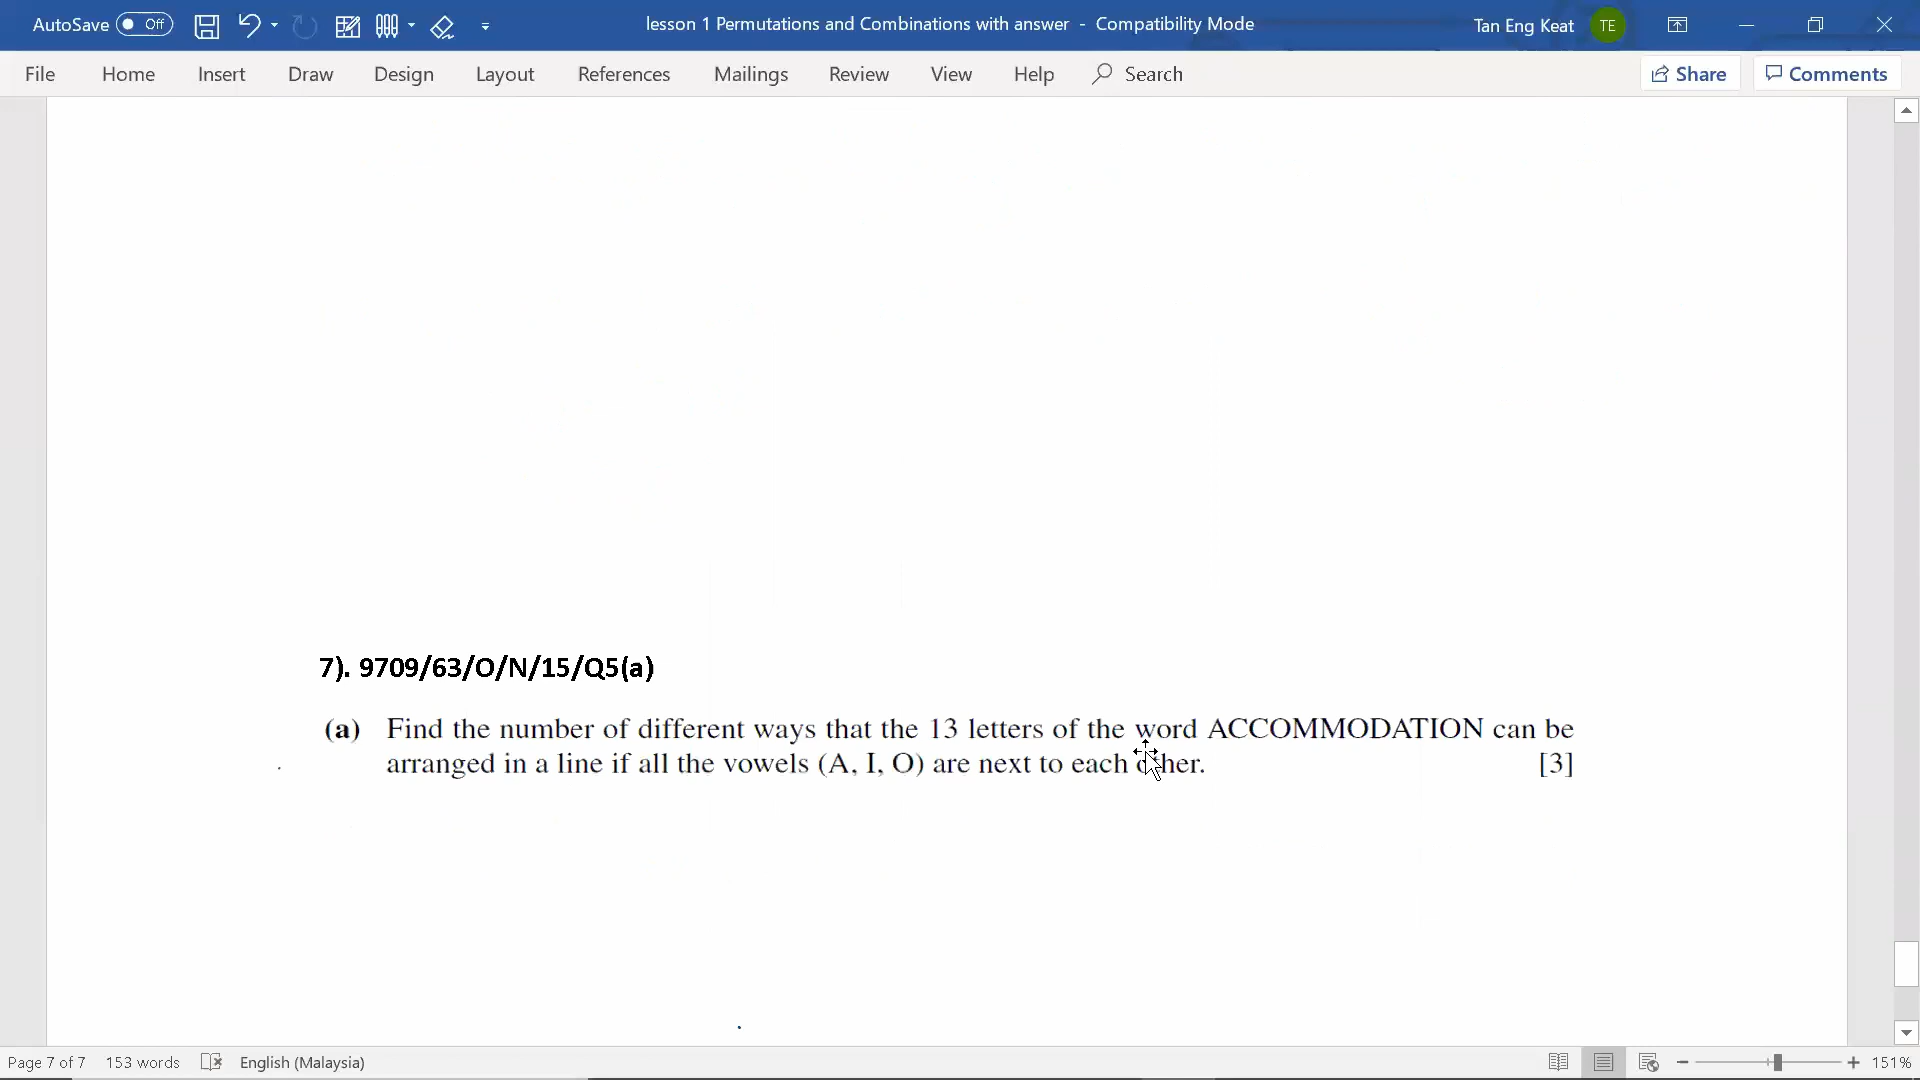 AutoSave Off lesson 1 Permutations and Combinations with answer - Compatibility Mode Tan Eng Keat TE
File Home Insert Draw Design Layout References Mailings Review View Help Search Share Comments
7). 9709/63/O/N/15/Q5(a)
(a) Find the number of different ways that the 13 letters of the word ACCOMMODATION can be
arranged in a line if all the vowels (A, I, O) are next to each other. [3]
Page 7 of 7 153 words English (Malaysia) 151%